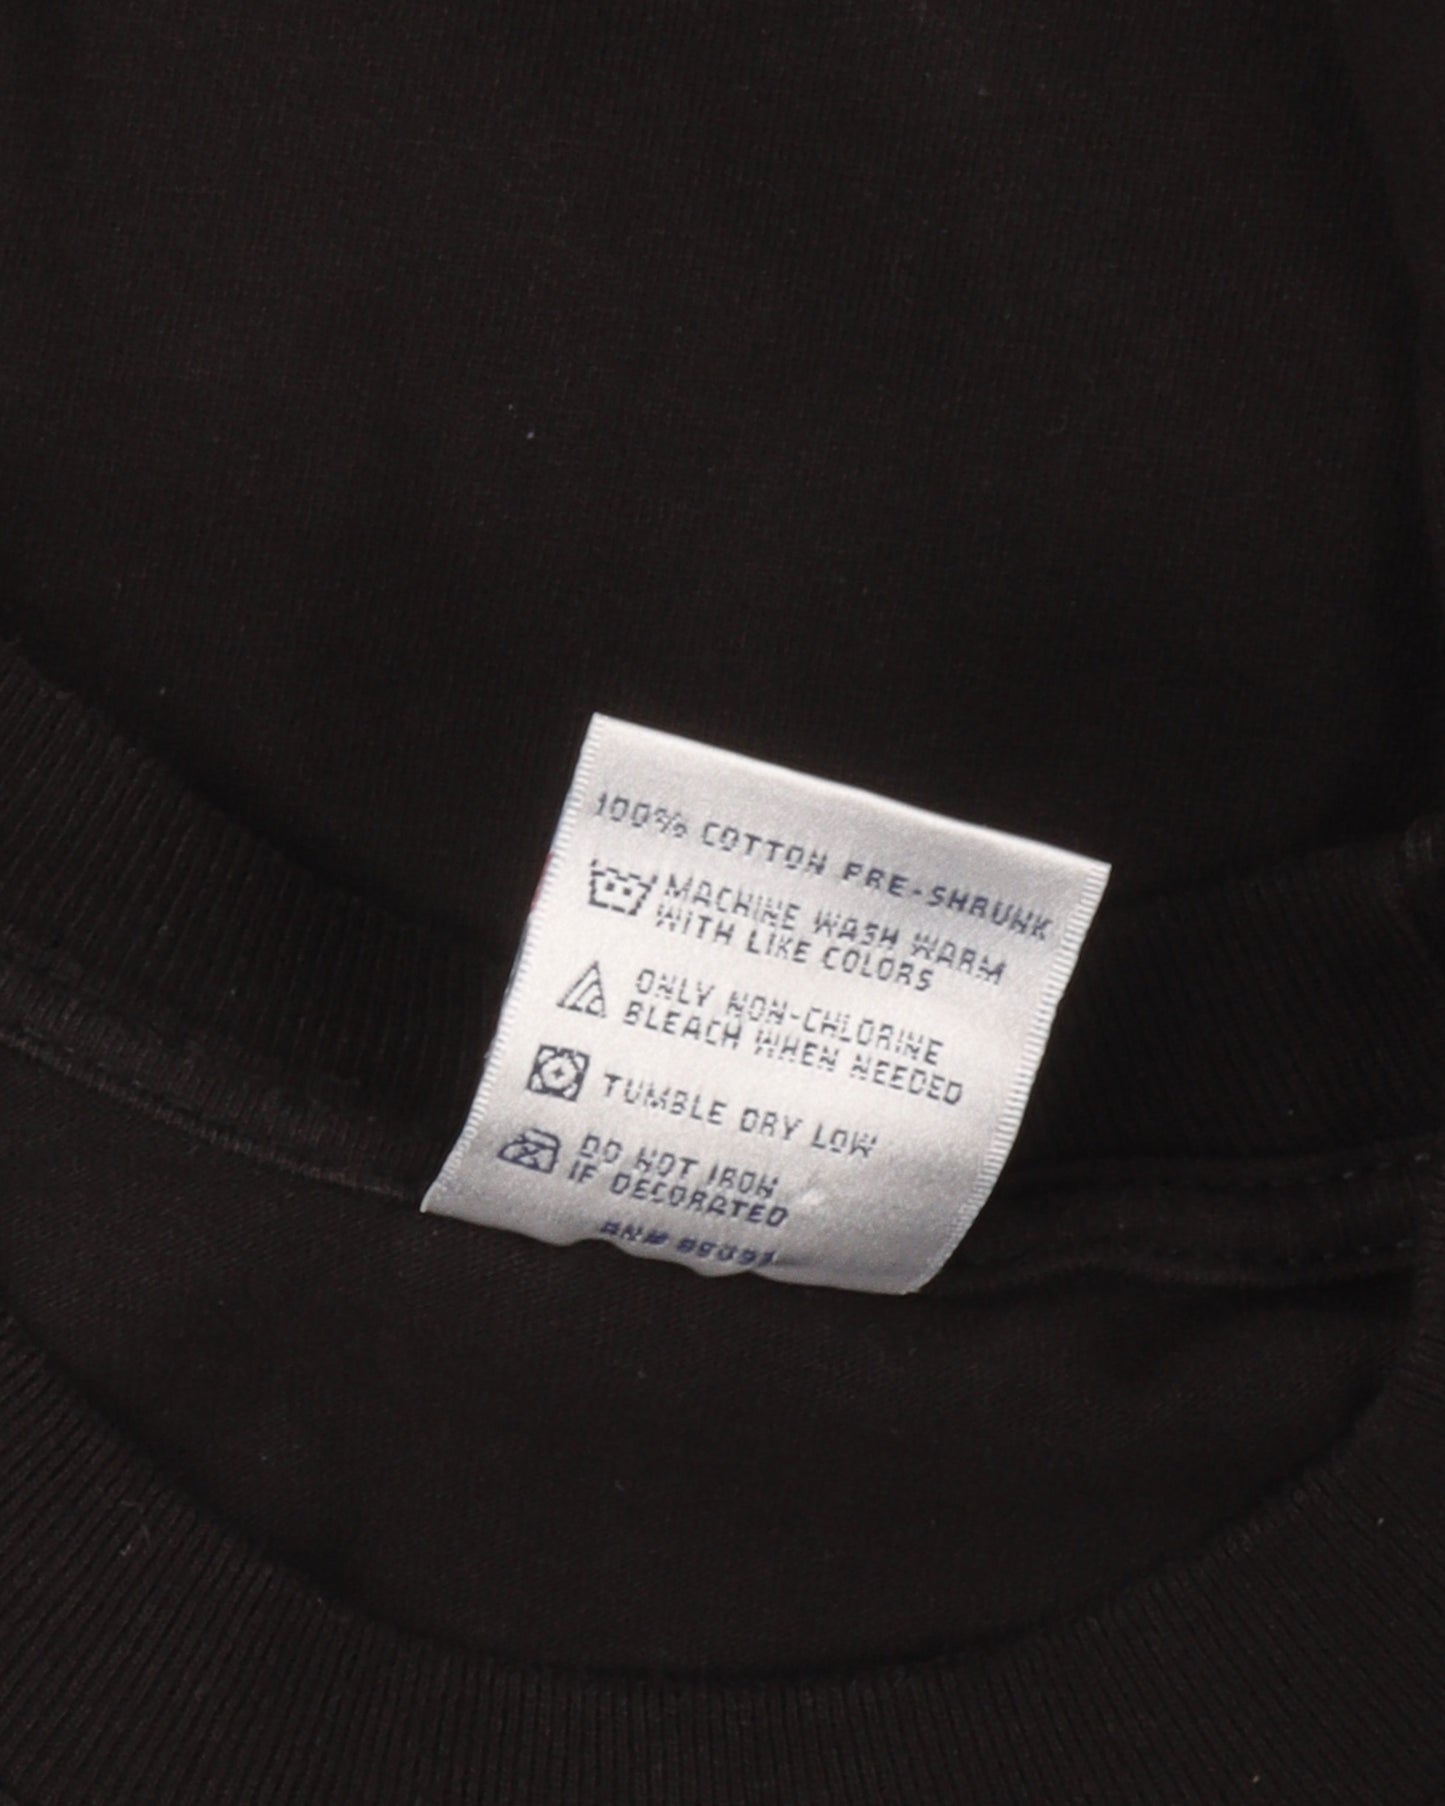 100% COTTON PRE-SHRUNK
MACHINE WASH WARM
WITH LIKE COLORS
ONLY NON-CHLORINE
BLEACH WHEN NEEDED
TUMBLE DRY LOW
DO NOT IRON
IF DECORATED